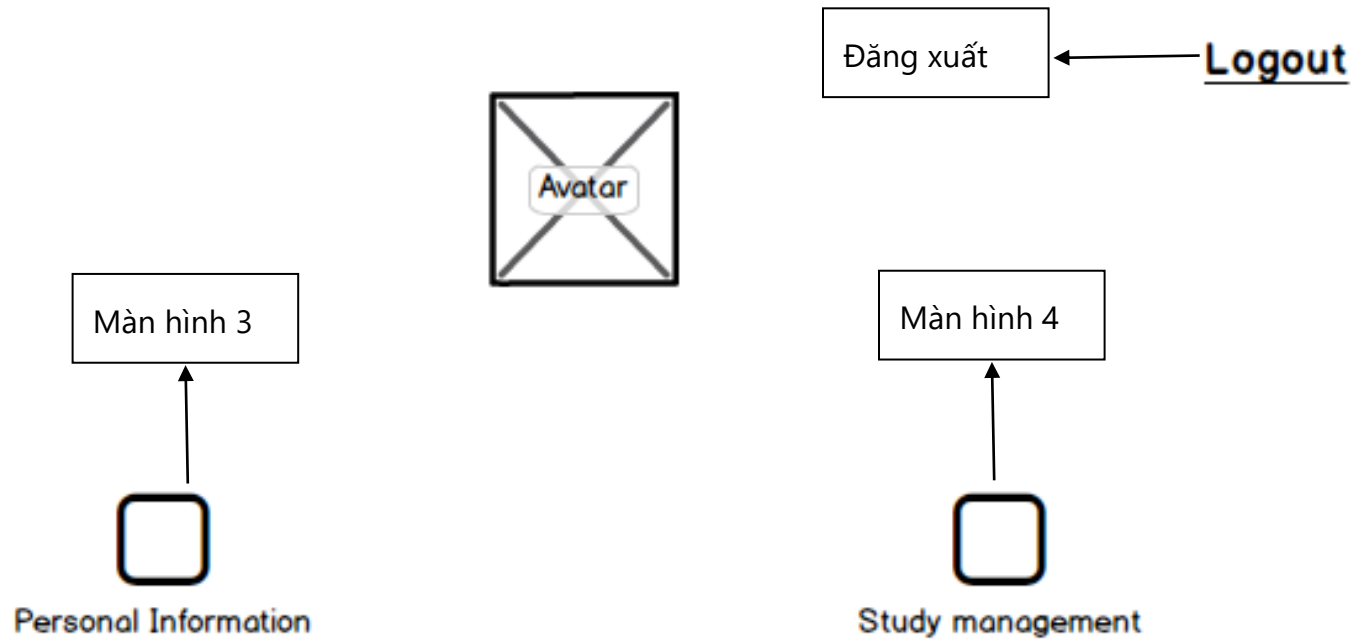 Đăng xuất
Logout
Avatar
Màn hình 3
Màn hình 4
Personal Information
Study management